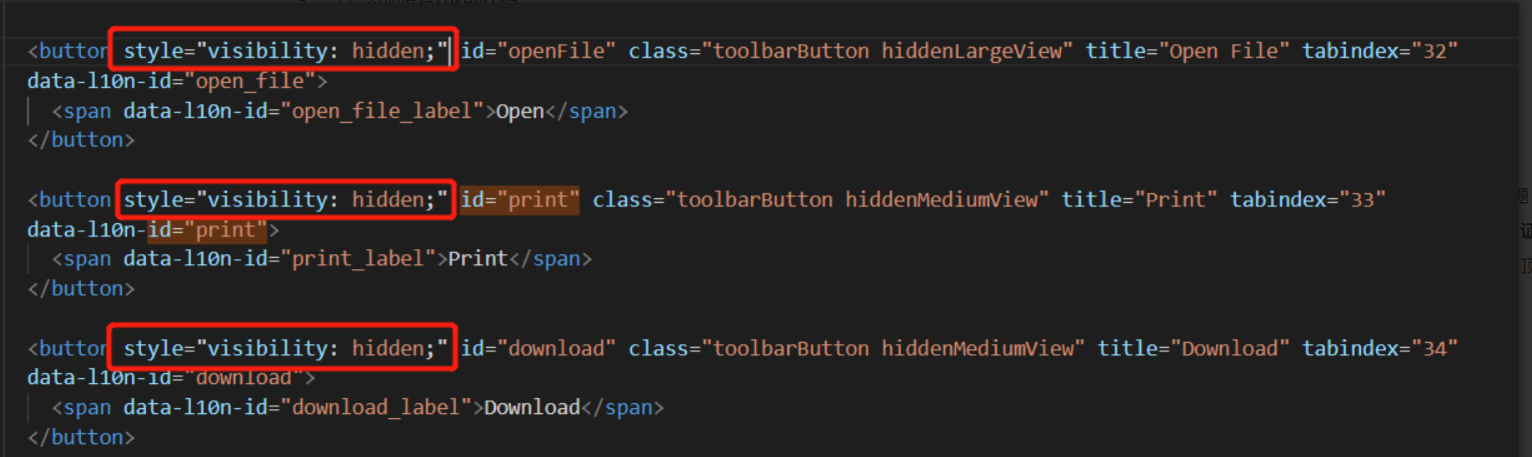 <button style="visibility: hidden;" id="openFile" class="toolbarButton hiddenLargeView" title="Open File" tabindex="32"
data-l10n-id="open_file">
<span data-l10n-id="open_file_label">Open</span>
</button>
<button style="visibility: hidden;" id="print" class="toolbarButton hiddenMediumView" title="Print" tabindex="33"
data-l10n-id="print">
<span data-l10n-id="print_label">Print</span>
</button>
<button style="visibility: hidden;" id="download" class="toolbarButton hiddenMediumView" title="Download" tabindex="34"
data-l10n-id="download">
<span data-l10n-id="download_label">Download</span>
</button>